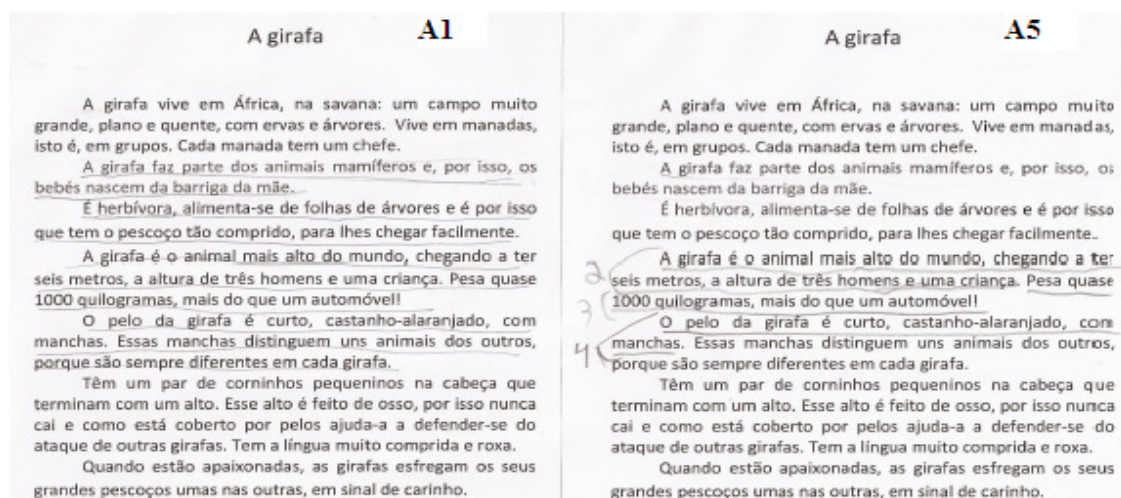 A girafa
A1
A girafa vive em África, na savana: um campo muito
grande, plano e quente, com ervas e árvores. Vive em manadas,
isto é, em grupos. Cada manada tem um chefe.
A girafa faz parte dos animais mamíferos e, por isso, os
bebés nascem da barriga da mãe.
É herbívora, alimenta-se de folhas de árvores e é por isso
que tem o pescoço tão comprido, para lhes chegar facilmente.
A girafa é o animal mais alto do mundo, chegando a ter
seis metros, a altura de três homens e uma criança. Pesa quase
1000 quilogramas, mais do que um automóvel!
O pelo da girafa é curto, castanho-alaranjado, com
manchas. Essas manchas distinguem uns animais dos outros,
porque são sempre diferentes em cada girafa.
Têm um par de corninhos pequeninos na cabeça que
terminam com um alto. Esse alto é feito de osso, por isso nunca
cai e como está coberto por pelos ajuda-a a defender-se do
ataque de outras girafas. Tem a língua muito comprida e roxa.
Quando estão apaixonadas, as girafas esfregam os seus
grandes pescoços umas nas outras, em sinal de carinho.
A girafa
A5
A girafa vive em África, na savana: um campo muito
grande, plano e quente, com ervas e árvores. Vive em manadas,
isto é, em grupos. Cada manada tem um chefe.
A girafa faz parte dos animais mamíferos e, por isso, os
bebés nascem da barriga da mãe.
É herbívora, alimenta-se de folhas de árvores e é por isso
que tem o pescoço tão comprido, para lhes chegar facilmente.
A girafa é o animal mais alto do mundo, chegando a ter
2 seis metros, a altura de três homens e uma criança. Pesa quase
3 1000 quilogramas, mais do que um automóvel!
O pelo da girafa é curto, castanho-alaranjado, com
4 manchas. Essas manchas distinguem uns animais dos outros,
porque são sempre diferentes em cada girafa.
Têm um par de corninhos pequeninos na cabeça que
terminam com um alto. Esse alto é feito de osso, por isso nunca
cai e como está coberto por pelos ajuda-a a defender-se do
ataque de outras girafas. Tem a língua muito comprida e roxa.
Quando estão apaixonadas, as girafas esfregam os seus
grandes pescoços umas nas outras, em sinal de carinho.